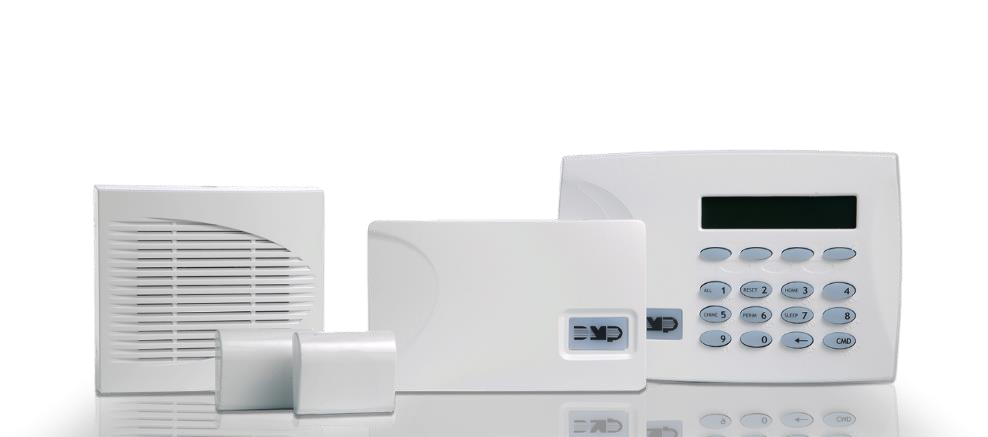 DMP
DMP
ALL 1 RESET 2 HOME 3 4
CHIME 5 PERIM 6 SLEEP 7 8
9 0 ← CMD